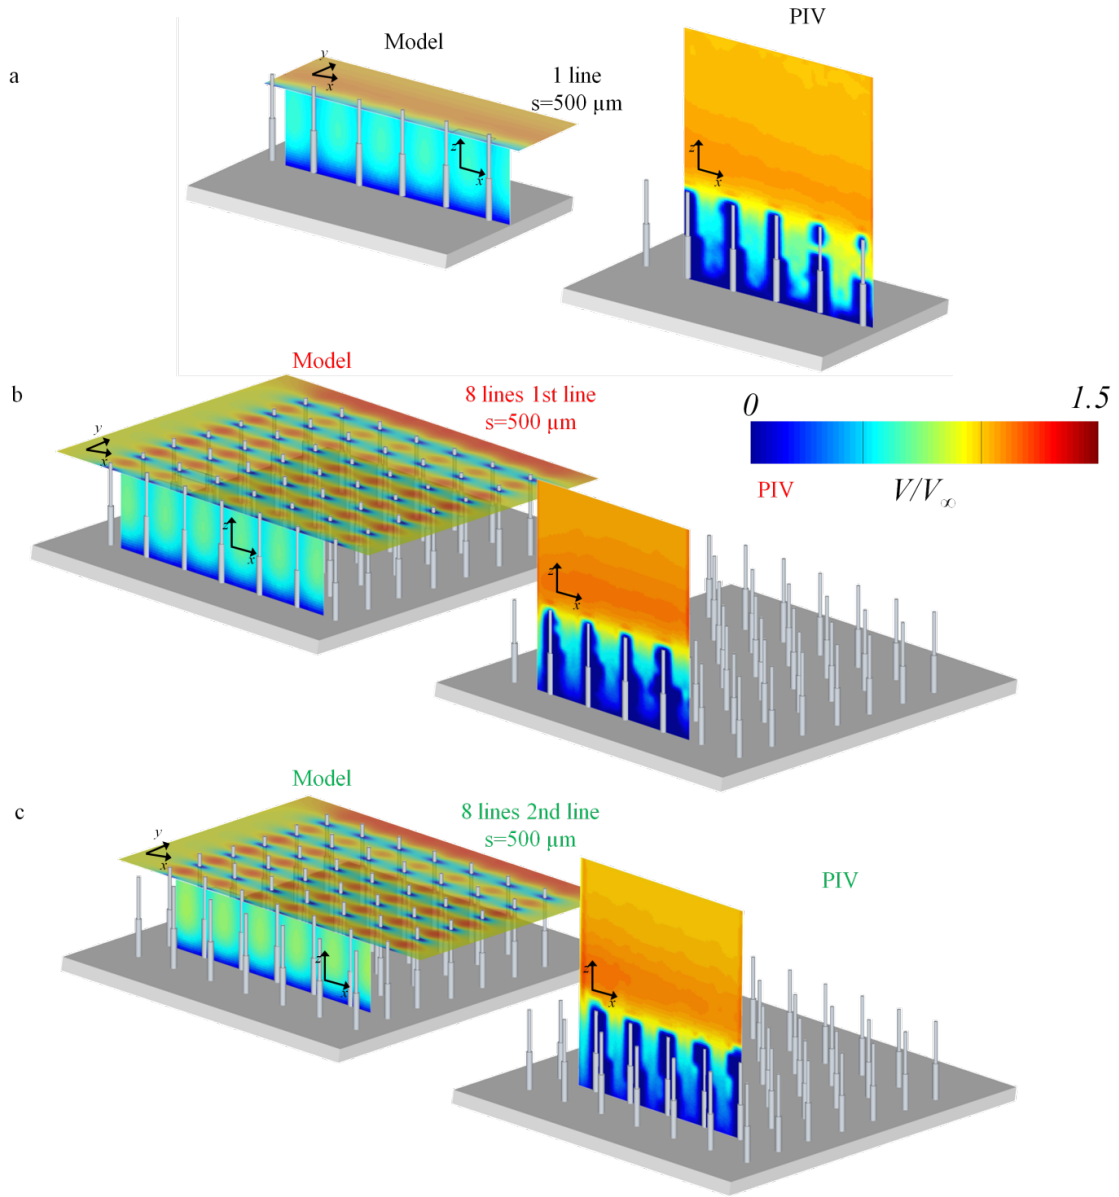 PIV
Model
a
1 line
s=500 µm
y
x
z
x
z
x
Model
b
8 lines 1st line
s=500 µm
0
1.5
PIV
V/V∞
y
x
z
x
z
x
Model
c
8 lines 2nd line
s=500 µm
PIV
y
x
z
x
z
x